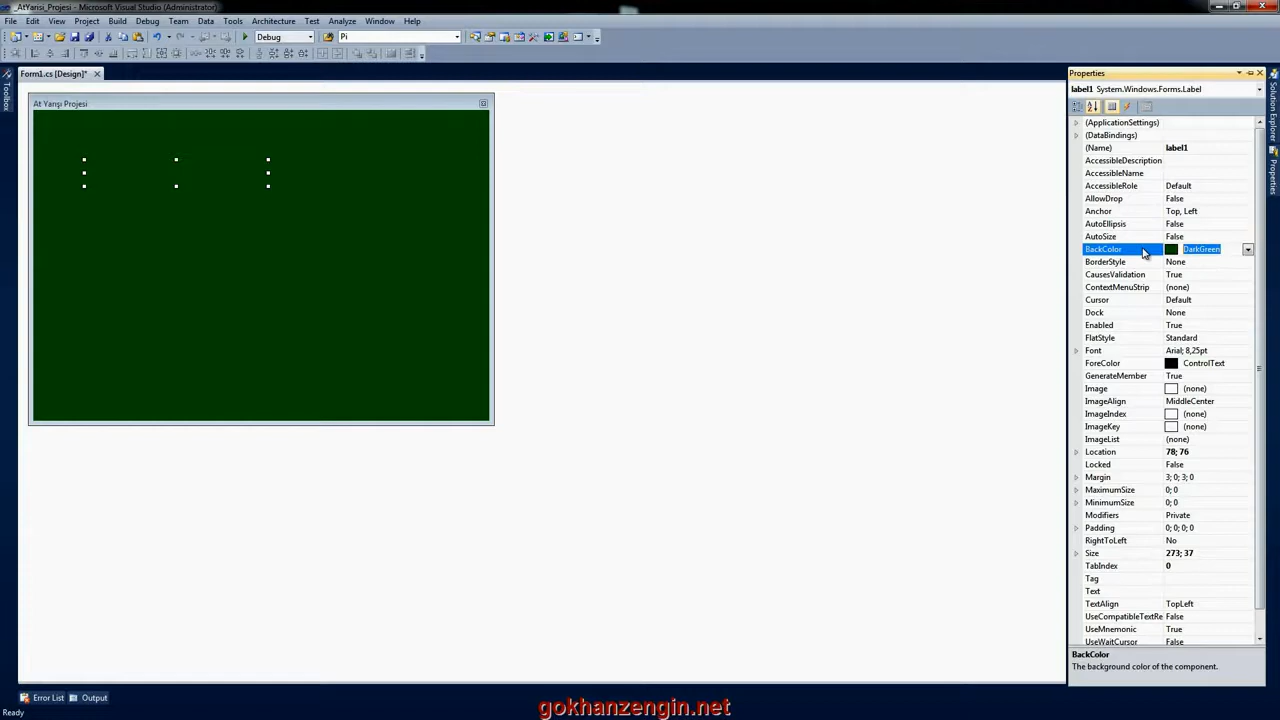 _AtYarisi_Projesi - Microsoft Visual Studio (Administrator)
File Edit View Project Build Debug Team Data Tools Architecture Test Analyze Window Help
Debug Pi
Form1.cs [Design]*
Toolbox
At Yarışı Projesi
Properties
label1 System.Windows.Forms.Label
(ApplicationSettings)
(DataBindings)
(Name) label1
AccessibleDescription
AccessibleName
AccessibleRole Default
AllowDrop False
Anchor Top, Left
AutoEllipsis False
AutoSize False
BackColor DarkGreen
BorderStyle None
CausesValidation True
ContextMenuStrip (none)
Cursor Default
Dock None
Enabled True
FlatStyle Standard
Font Arial; 8,25pt
ForeColor ControlText
GenerateMember True
Image (none)
ImageAlign MiddleCenter
ImageIndex (none)
ImageKey (none)
ImageList (none)
Location 78; 76
Locked False
Margin 3; 0; 3; 0
MaximumSize 0; 0
MinimumSize 0; 0
Modifiers Private
Padding 0; 0; 0; 0
RightToLeft No
Size 273; 37
TabIndex 0
Tag
Text
TextAlign TopLeft
UseCompatibleTextRe False
UseMnemonic True
UseWaitCursor False
BackColor
The background color of the component.
Solution Explorer
Properties
Error List Output
Ready
gokhanzengin.net